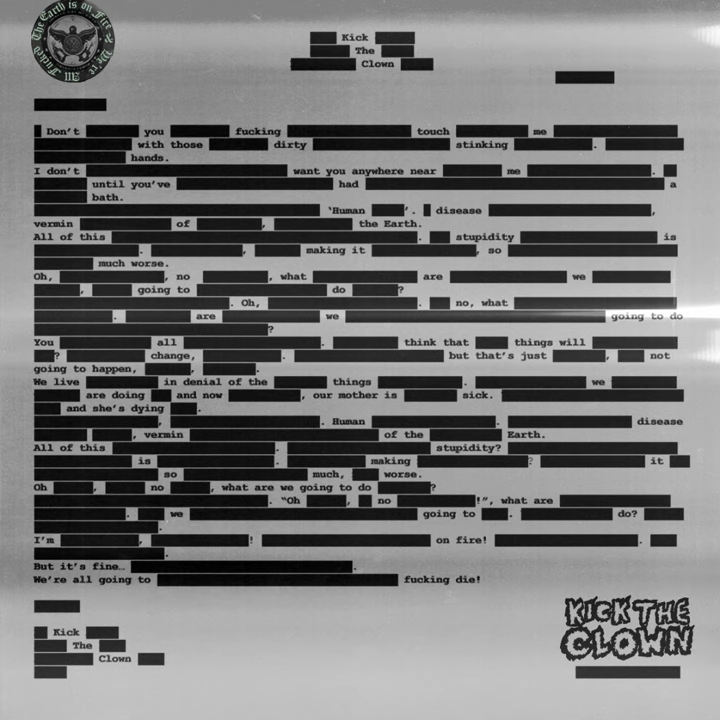 The Earth is on Fire & We're All Fucked
Kick
The
Clown
Don't you fucking touch me
with those dirty stinking .
hands.
I don't want you anywhere near me .
until you've had a
bath.
'Human '. disease ,
vermin of , the Earth.
All of this . stupidity is
. , making it , so
much worse.
Oh, , no , what are we
, going to do ?
. Oh, . no, what
. are we going to do
?
You all . think that things will
? change, . but that's just , not
going to happen, , .
We live in denial of the things . we
are doing and now , our mother is sick.
and she's dying .
, . Human . disease
, vermin of the Earth.
All of this . stupidity?
is . making ? it
so much, worse.
Oh , no , what are we going to do ?
. "Oh , no !", what are
. we going to . do?
.
I'm , ! on fire! .
.
But it's fine… .
We're all going to fucking die!
Kick
The
Clown
KICK THE
CLOWN